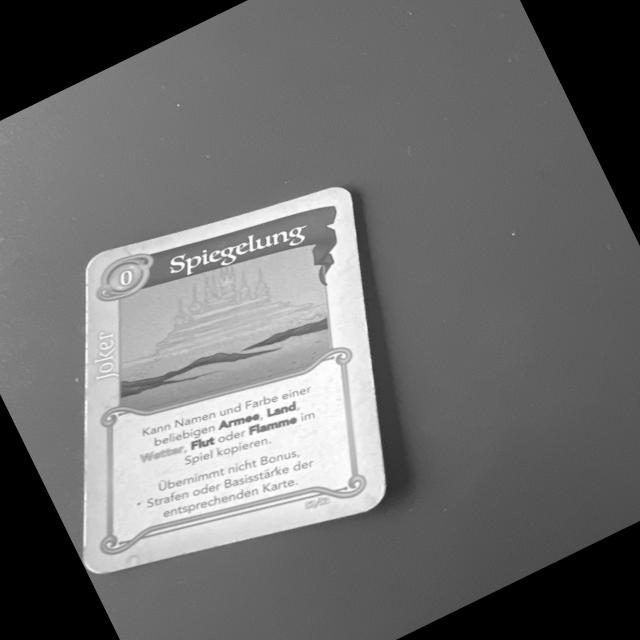 Spiegelung
0
Joker
Kann Namen und Farbe einer
beliebigen Armee, Land,
Wetter, Flut oder Flamme im
Spiel kopieren.
Übernimmt nicht Bonus,
Strafen oder Basisstärke der
entsprechenden Karte.